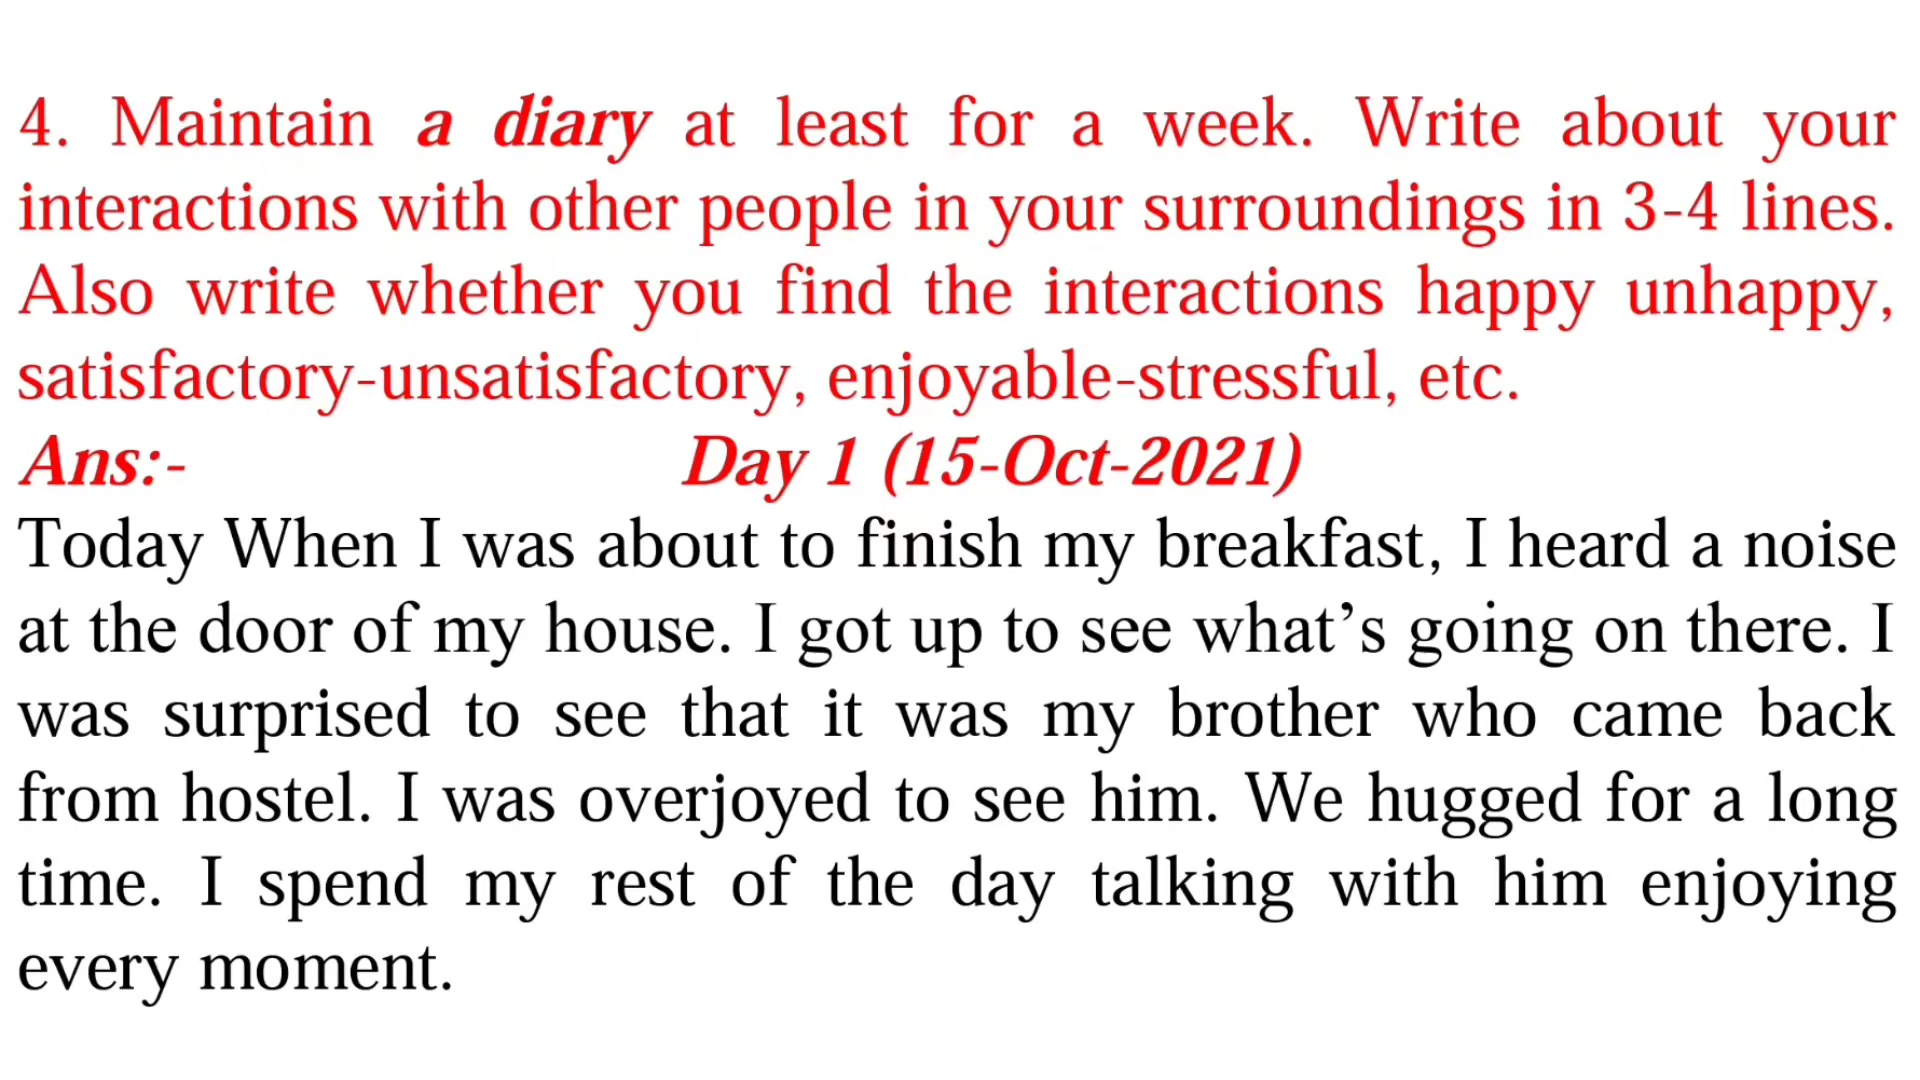 4. Maintain a diary at least for a week. Write about your
interactions with other people in your surroundings in 3-4 lines.
Also write whether you find the interactions happy unhappy,
satisfactory-unsatisfactory, enjoyable-stressful, etc.
Ans:- Day 1 (15-Oct-2021)
Today When I was about to finish my breakfast, I heard a noise
at the door of my house. I got up to see what’s going on there. I
was surprised to see that it was my brother who came back
from hostel. I was overjoyed to see him. We hugged for a long
time. I spend my rest of the day talking with him enjoying
every moment.